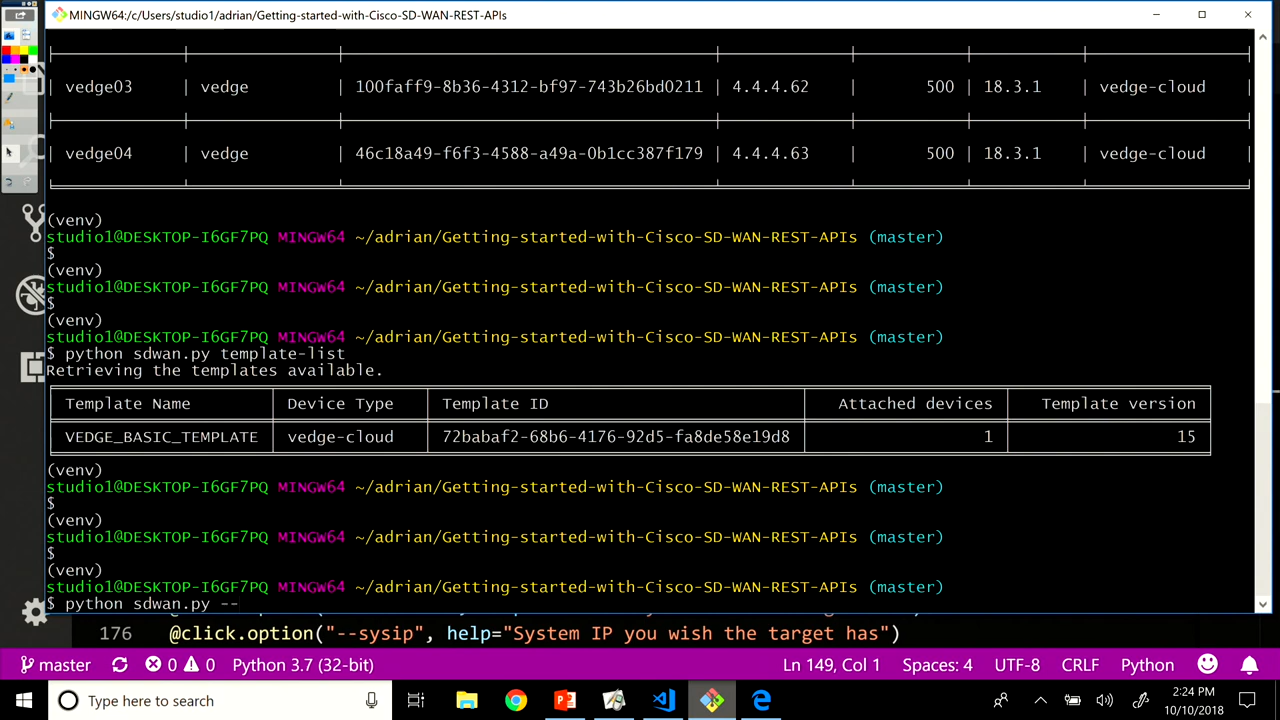 MINGW64:/c/Users/studio1/adrian/Getting-started-with-Cisco-SD-WAN-REST-APIs
vedge03 vedge 100faff9-8b36-4312-bf97-743b26bd0211 4.4.4.62 500 18.3.1 vedge-cloud
vedge04 vedge 46c18a49-f6f3-4588-a49a-0b1cc387f179 4.4.4.63 500 18.3.1 vedge-cloud
(venv)
studio1@DESKTOP-I6GF7PQ MINGW64 ~/adrian/Getting-started-with-Cisco-SD-WAN-REST-APIs (master)
$
(venv)
studio1@DESKTOP-I6GF7PQ MINGW64 ~/adrian/Getting-started-with-Cisco-SD-WAN-REST-APIs (master)
$
(venv)
studio1@DESKTOP-I6GF7PQ MINGW64 ~/adrian/Getting-started-with-Cisco-SD-WAN-REST-APIs (master)
$ python sdwan.py template-list
Retrieving the templates available.
Template Name Device Type Template ID Attached devices Template version
VEDGE_BASIC_TEMPLATE vedge-cloud 72babaf2-68b6-4176-92d5-fa8de58e19d8 1 15
(venv)
studio1@DESKTOP-I6GF7PQ MINGW64 ~/adrian/Getting-started-with-Cisco-SD-WAN-REST-APIs (master)
$
(venv)
studio1@DESKTOP-I6GF7PQ MINGW64 ~/adrian/Getting-started-with-Cisco-SD-WAN-REST-APIs (master)
$
(venv)
studio1@DESKTOP-I6GF7PQ MINGW64 ~/adrian/Getting-started-with-Cisco-SD-WAN-REST-APIs (master)
$ python sdwan.py --
176 @click.option("--sysip", help="System IP you wish the target has")
master 0 0 Python 3.7 (32-bit) Ln 149, Col 1 Spaces: 4 UTF-8 CRLF Python
Type here to search
2:24 PM
10/10/2018